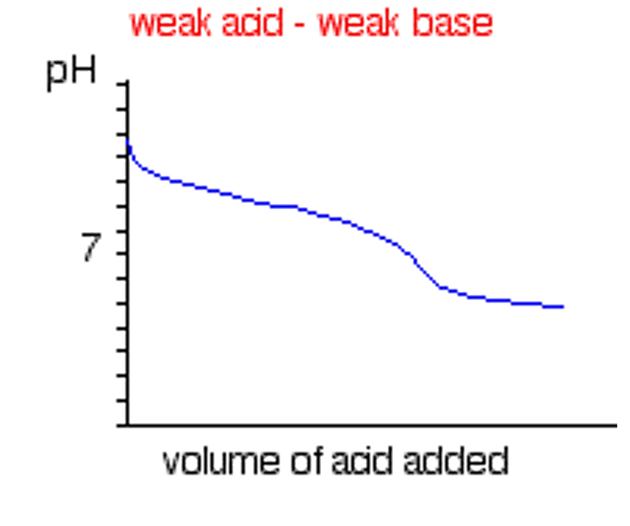 weak acid - weak base
pH
7
volume of acid added